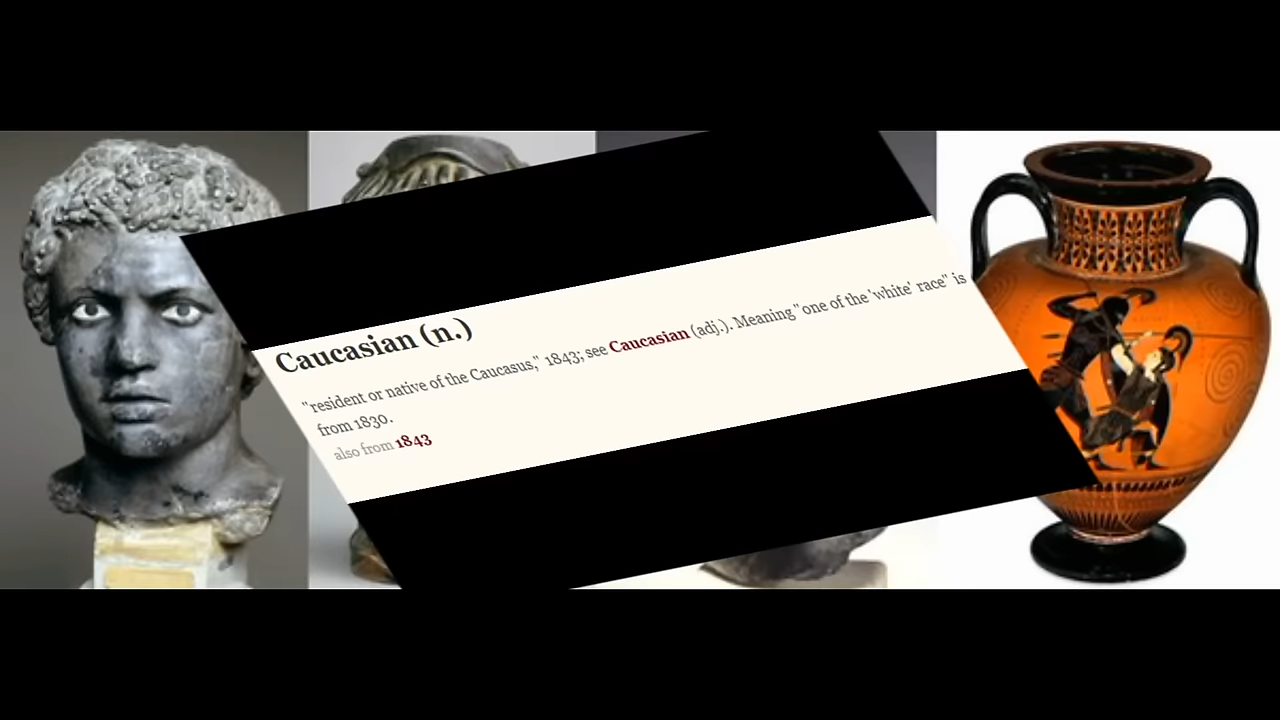 Caucasian (n.)
"resident or native of the Caucasus," 1843; see Caucasian (adj.). Meaning "one of the 'white' race" is
from 1830.
also from 1843